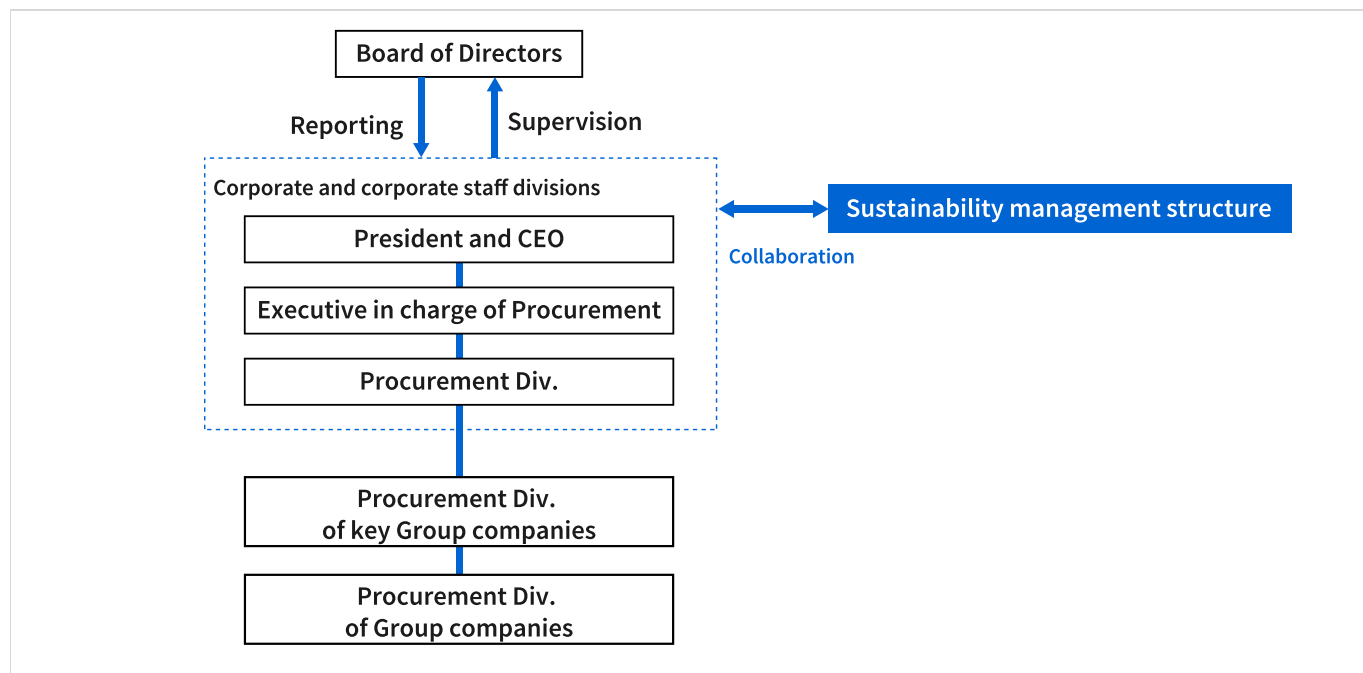 Board of Directors
Reporting
Supervision
Corporate and corporate staff divisions
President and CEO
Executive in charge of Procurement
Procurement Div.
Sustainability management structure
Collaboration
Procurement Div.
of key Group companies
Procurement Div.
of Group companies